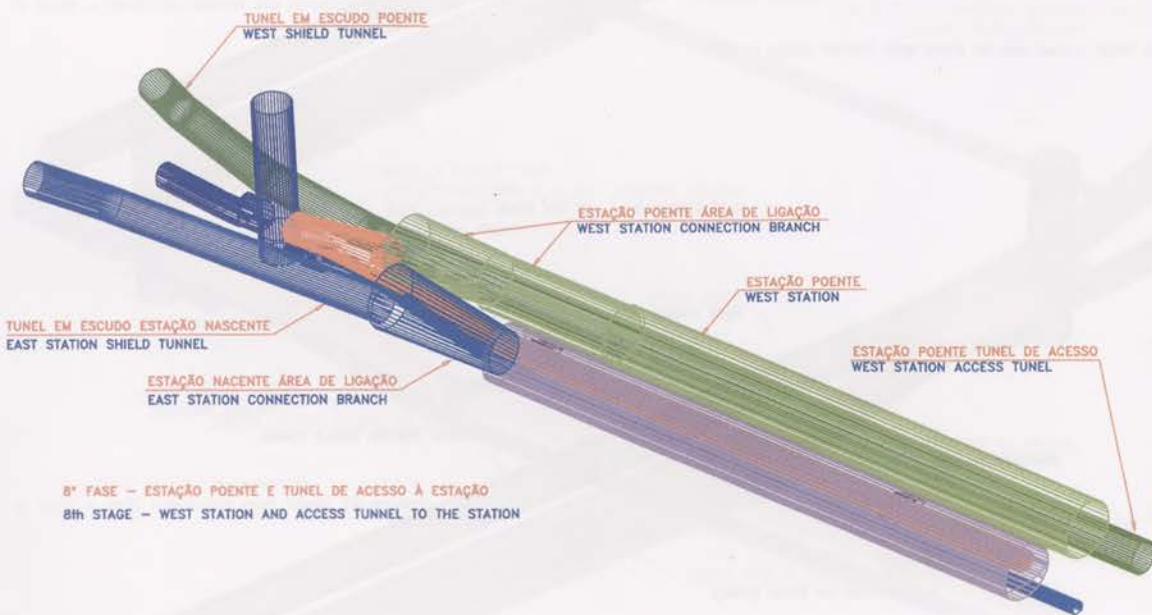 TUNEL EM ESCUDO POENTE
WEST SHIELD TUNNEL
ESTAÇÃO POENTE ÁREA DE LIGAÇÃO
WEST STATION CONNECTION BRANCH
ESTAÇÃO POENTE
WEST STATION
TUNEL EM ESCUDO ESTAÇÃO NASCENTE
EAST STATION SHIELD TUNNEL
ESTAÇÃO POENTE TUNEL DE ACESSO
WEST STATION ACCESS TUNEL
ESTAÇÃO NACENTE ÁREA DE LIGAÇÃO
EAST STATION CONNECTION BRANCH
8ª FASE – ESTAÇÃO POENTE E TUNEL DE ACESSO À ESTAÇÃO
8th STAGE – WEST STATION AND ACCESS TUNNEL TO THE STATION